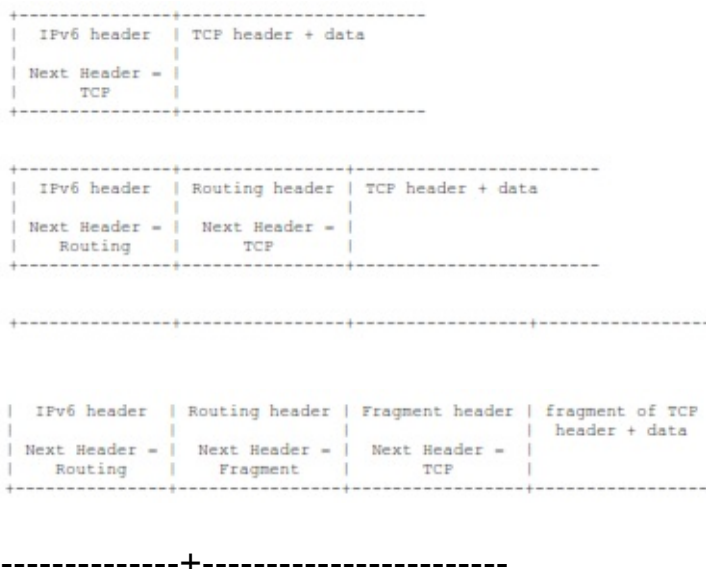 +---------------+------------------------
|  IPv6 header  | TCP header + data
|               |
| Next Header = |
|      TCP      |
+---------------+------------------------
+---------------+----------------+------------------------
|  IPv6 header  | Routing header | TCP header + data
|               |                |
| Next Header = |  Next Header = |
|    Routing    |      TCP       |
+---------------+----------------+------------------------
+---------------+----------------+-----------------+-----------------
|  IPv6 header  | Routing header | Fragment header | fragment of TCP
|               |                |                 |  header + data
| Next Header = |  Next Header = |  Next Header =  |
|    Routing    |    Fragment    |       TCP       |
+---------------+----------------+-----------------+-----------------
--------------+------------------------